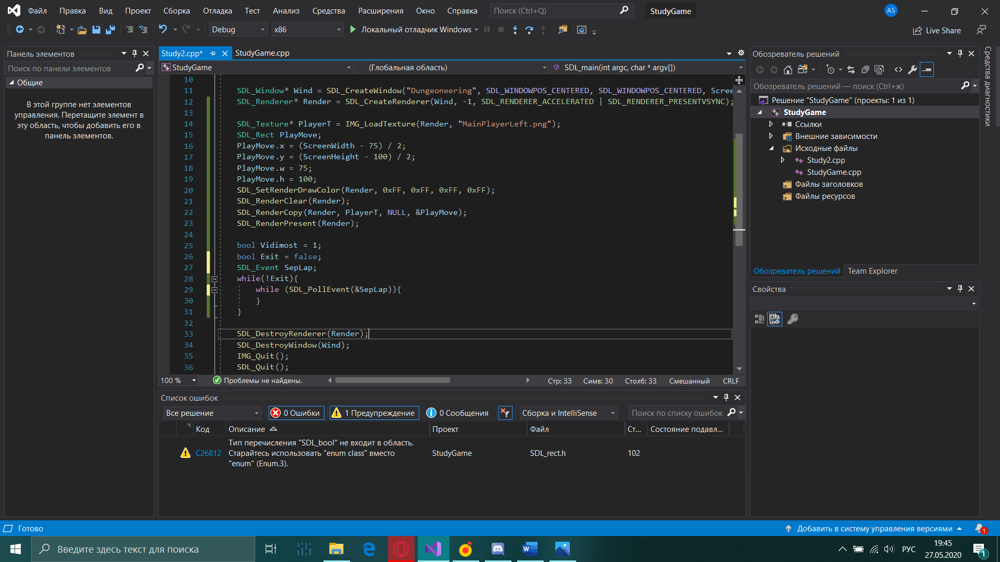 Файл Правка Вид Проект Сборка Отладка Тест Анализ Средства Расширения Окно Справка Поиск (Ctrl+Q) StudyGame AS
Debug x86 Локальный отладчик Windows Live Share
Панель элементов
Поиск по панели элементов
Общие
В этой группе нет элементов
управления. Перетащите элемент в
эту область, чтобы добавить его в
панель элементов.
Study2.cpp* StudyGame.cpp
StudyGame (Глобальная область) SDL_main(int argc, char * argv[])
10
11 SDL_Window* Wind = SDL_CreateWindow("Dungeoneering", SDL_WINDOWPOS_CENTERED, SDL_WINDOWPOS_CENTERED, Scree
12 SDL_Renderer* Render = SDL_CreateRenderer(Wind, -1, SDL_RENDERER_ACCELERATED | SDL_RENDERER_PRESENTVSYNC);
13
14 SDL_Texture* PlayerT = IMG_LoadTexture(Render, "MainPlayerLeft.png");
15 SDL_Rect PlayMove;
16 PlayMove.x = (ScreenWidth - 75) / 2;
17 PlayMove.y = (ScreenHeight - 100) / 2;
18 PlayMove.w = 75;
19 PlayMove.h = 100;
20 SDL_SetRenderDrawColor(Render, 0xFF, 0xFF, 0xFF, 0xFF);
21 SDL_RenderClear(Render);
22 SDL_RenderCopy(Render, PlayerT, NULL, &PlayMove);
23 SDL_RenderPresent(Render);
24
25 bool Vidimost = 1;
26 bool Exit = false;
27 SDL_Event SepLap;
28 while(!Exit){
29 while (SDL_PollEvent(&SepLap)){
30 }
31 }
32
33 SDL_DestroyRenderer(Render);
34 SDL_DestroyWindow(Wind);
35 IMG_Quit();
36 SDL_Quit();
100 % Проблемы не найдены. Стр: 33 Симв: 30 Столб: 33 Смешанный CRLF
Список ошибок
Все решение 0 Ошибки 1 Предупреждение 0 Сообщения Сборка и IntelliSense Поиск по списку ошибок
Код Описание Проект Файл Ст... Состояние подавл...
Тип перечисления "SDL_bool" не входит в область.
C26812 Старайтесь использовать "enum class" вместо StudyGame SDL_rect.h 102
"enum" (Enum.3).
Обозреватель решений
Обозреватель решений — поиск (Ctrl+ж)
Решение "StudyGame" (проекты: 1 из 1)
StudyGame
Ссылки
Внешние зависимости
Исходные файлы
Study2.cpp
StudyGame.cpp
Файлы заголовков
Файлы ресурсов
Обозреватель решений Team Explorer
Свойства
Средства диагностики
Готово Добавить в систему управления версиями 1
Введите здесь текст для поиска РУС 19:45
27.05.2020 1